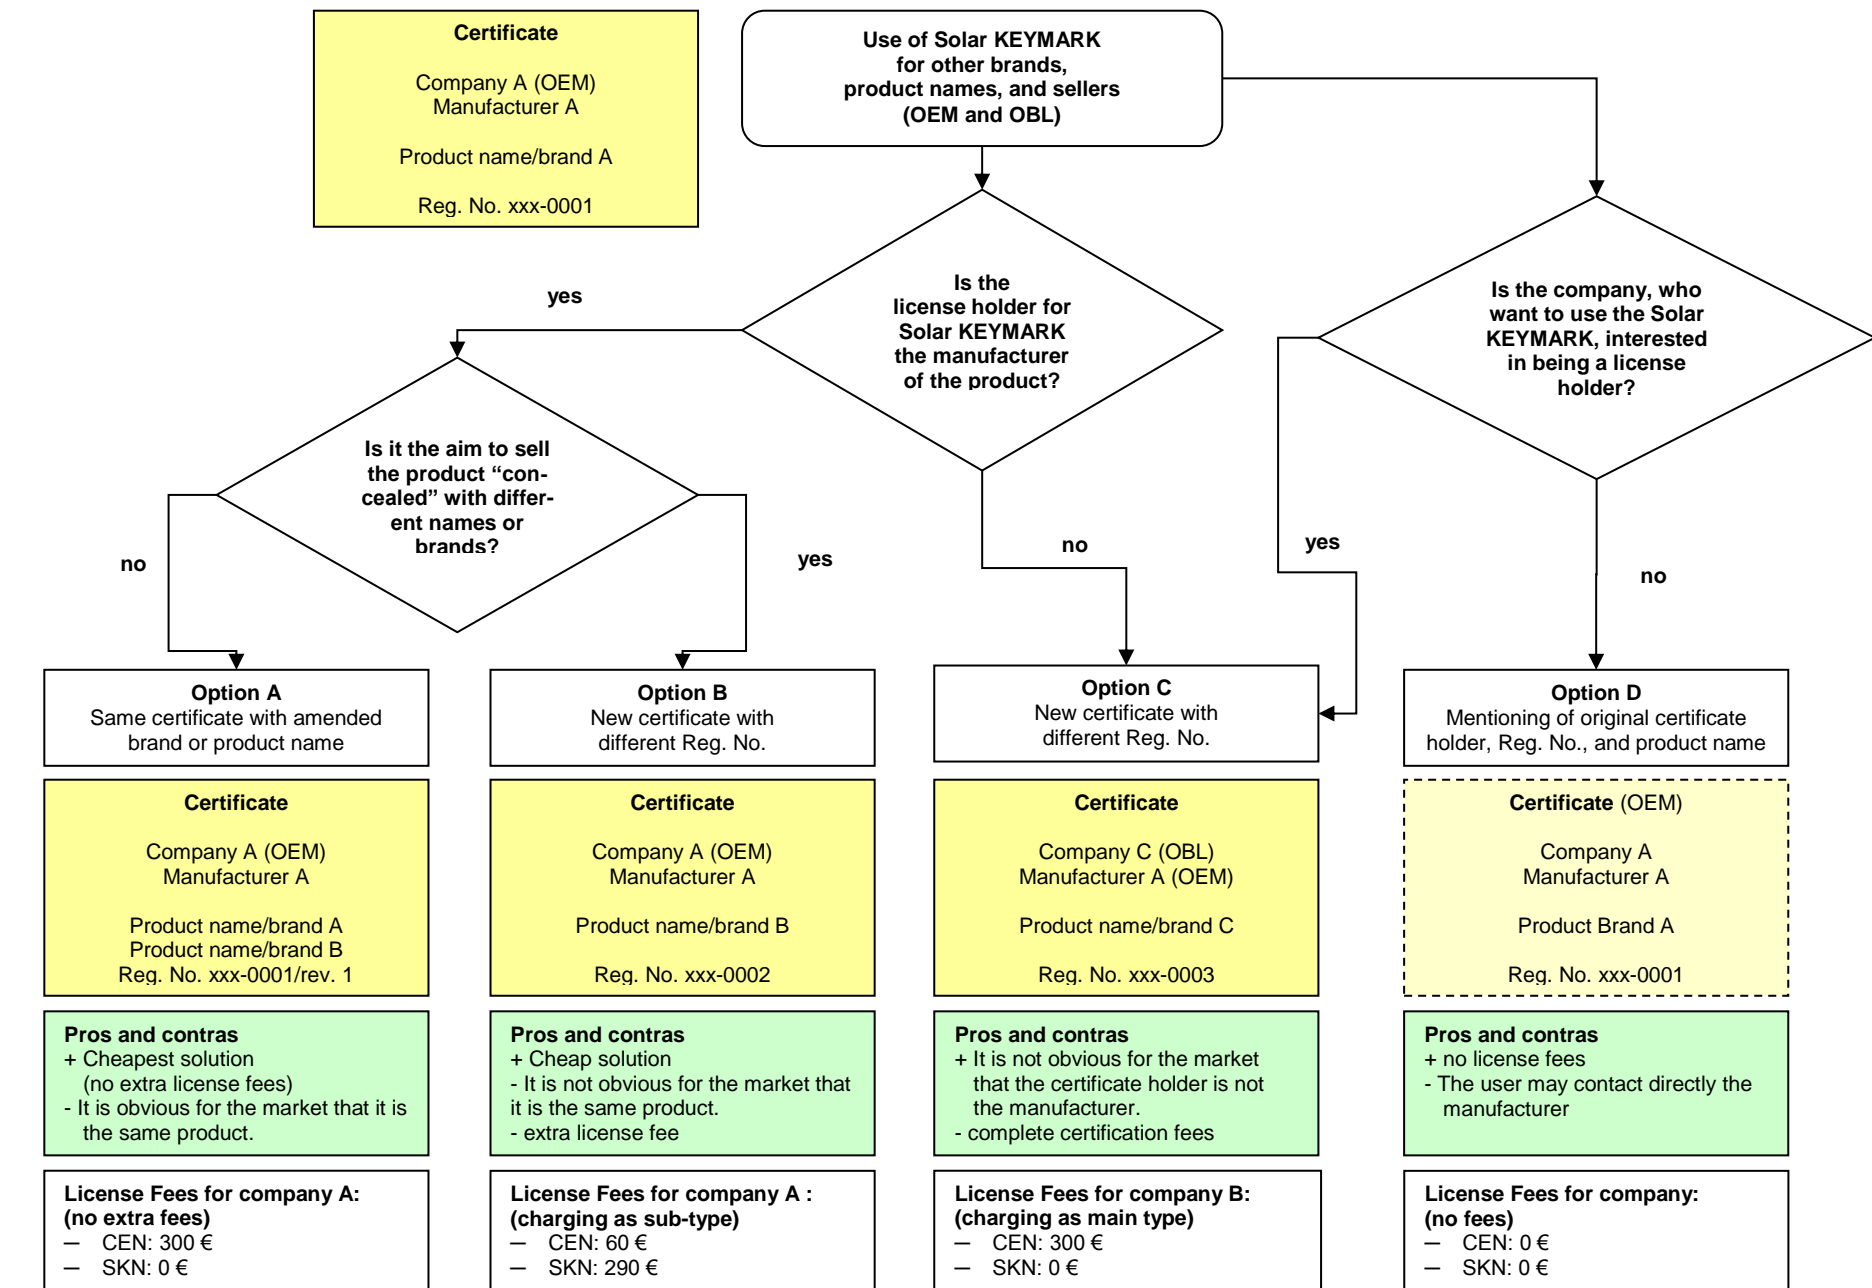 Certificate
Company A (OEM)
Manufacturer A
Product name/brand A
Reg. No. xxx-0001
Use of Solar KEYMARK
for other brands,
product names, and sellers
(OEM and OBL)
Is the
license holder for
Solar KEYMARK
the manufacturer
of the product?
Is the company, who
want to use the Solar
KEYMARK, interested
in being a license
holder?
yes
Is it the aim to sell
the product “con-
cealed” with differ-
ent names or
brands?
no
yes
no
yes
no
Option A
Same certificate with amended
brand or product name
Option B
New certificate with
different Reg. No.
Option C
New certificate with
different Reg. No.
Option D
Mentioning of original certificate
holder, Reg. No., and product name
Certificate
Company A (OEM)
Manufacturer A
Product name/brand A
Product name/brand B
Reg. No. xxx-0001/rev. 1
Certificate
Company A (OEM)
Manufacturer A
Product name/brand B
Reg. No. xxx-0002
Certificate
Company C (OBL)
Manufacturer A (OEM)
Product name/brand C
Reg. No. xxx-0003
Certificate (OEM)
Company A
Manufacturer A
Product Brand A
Reg. No. xxx-0001
Pros and contras
+ Cheapest solution
(no extra license fees)
- It is obvious for the market that it is
the same product.
Pros and contras
+ Cheap solution
- It is not obvious for the market that
it is the same product.
- extra license fee
Pros and contras
+ It is not obvious for the market
that the certificate holder is not
the manufacturer.
- complete certification fees
Pros and contras
+ no license fees
- The user may contact directly the
manufacturer
License Fees for company A:
(no extra fees)
— CEN: 300 €
— SKN: 0 €
License Fees for company A :
(charging as sub-type)
— CEN: 60 €
— SKN: 290 €
License Fees for company B:
(charging as main type)
— CEN: 300 €
— SKN: 0 €
License Fees for company:
(no fees)
— CEN: 0 €
— SKN: 0 €